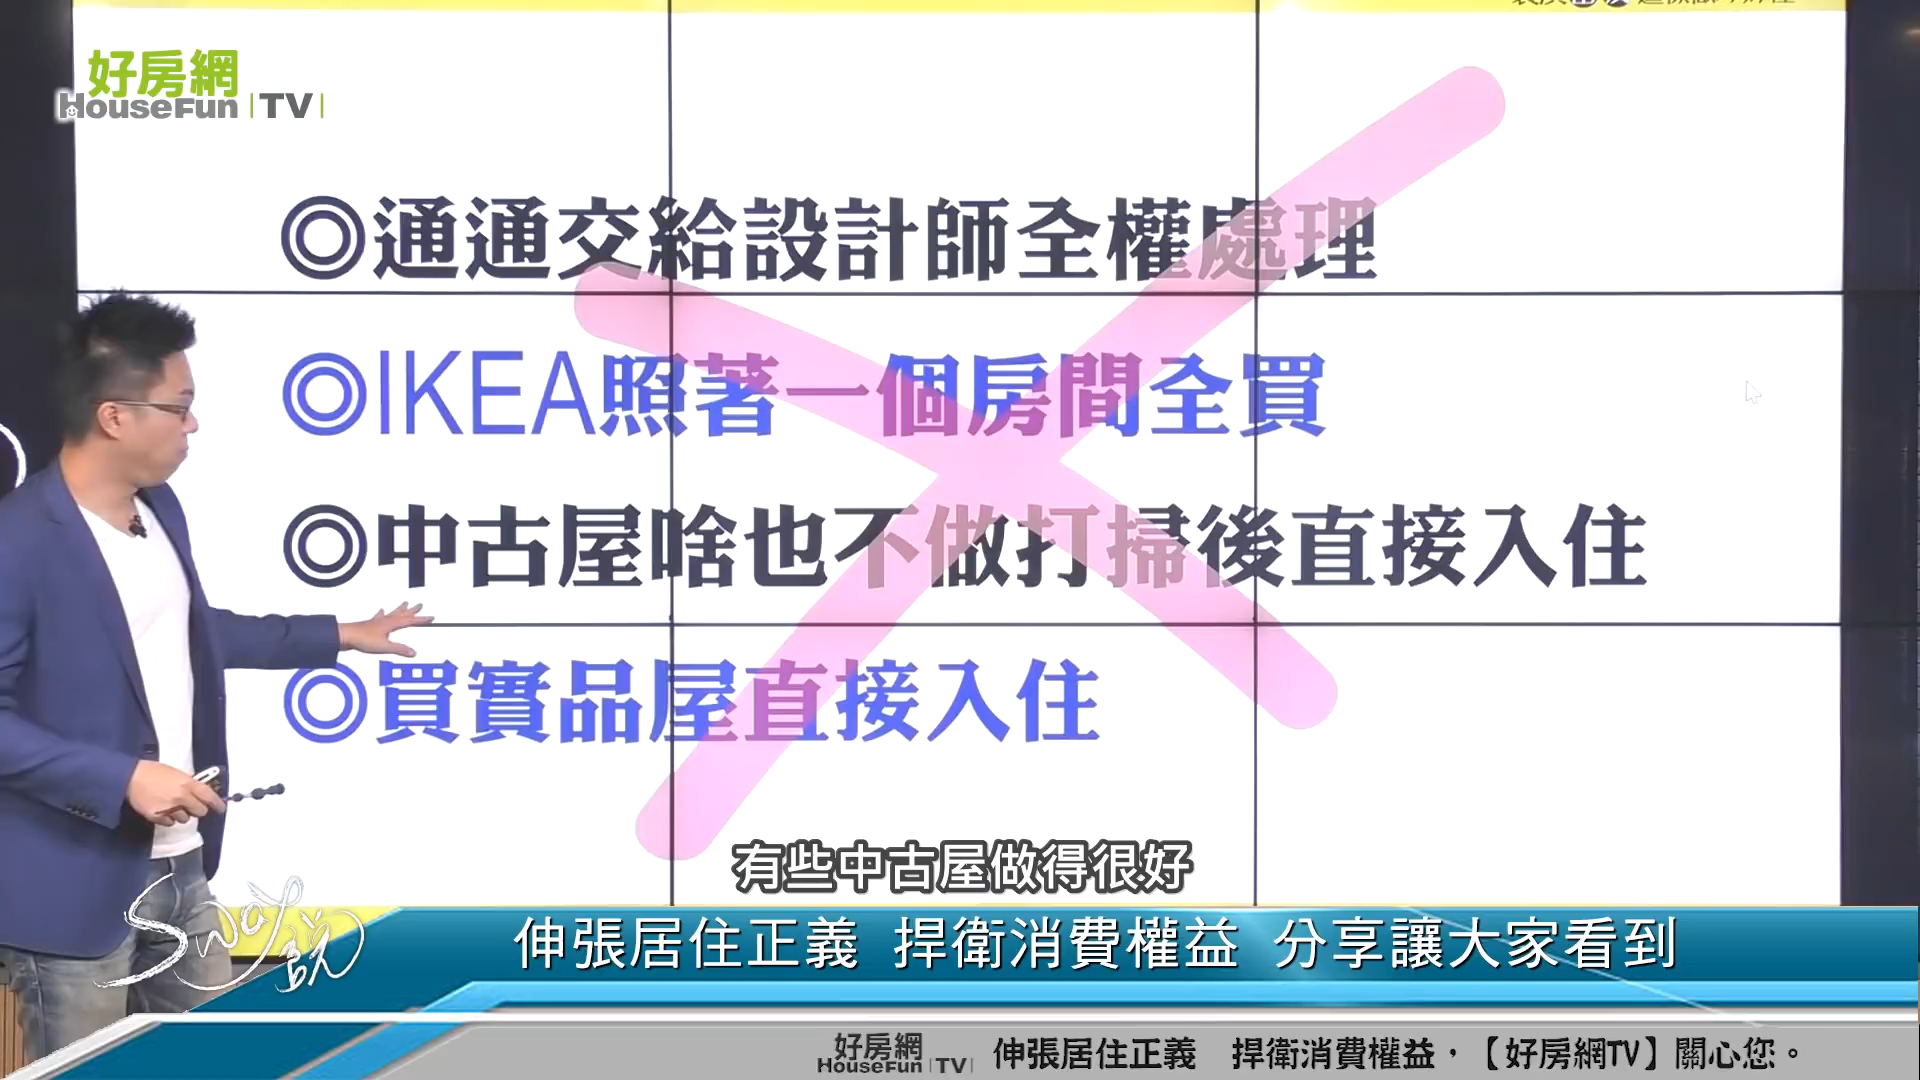 好房網
HouseFun TV
◎通通交給設計師全權處理
◎IKEA照著一個房間全買
◎中古屋啥也不做打掃後直接入住
◎買實品屋直接入住
有些中古屋做得很好
Sway說
伸張居住正義 捍衛消費權益 分享讓大家看到
好房網
HouseFun TV
伸張居住正義 捍衛消費權益,【好房網TV】關心您。